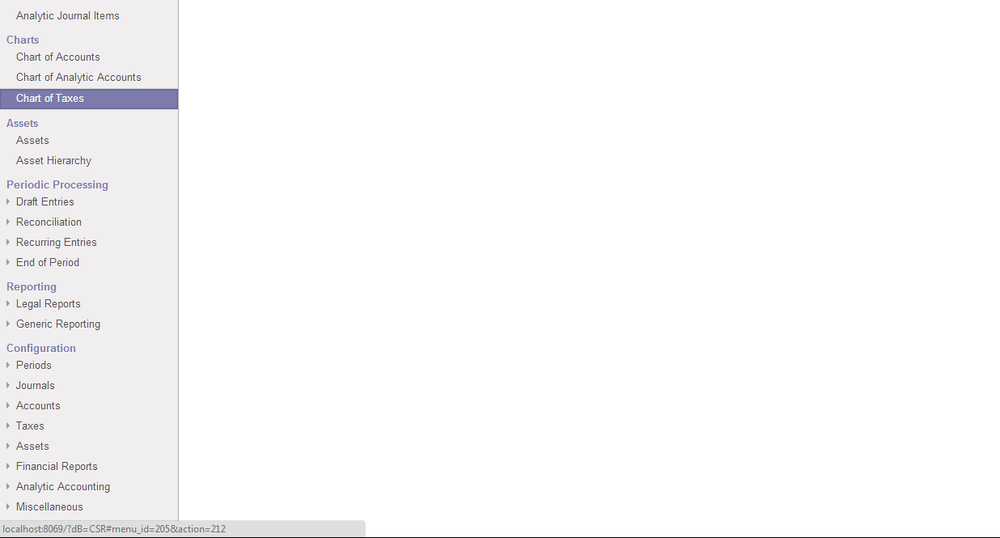 Analytic Journal Items
Charts
Chart of Accounts
Chart of Analytic Accounts
Chart of Taxes
Assets
Assets
Asset Hierarchy
Periodic Processing
Draft Entries
Reconciliation
Recurring Entries
End of Period
Reporting
Legal Reports
Generic Reporting
Configuration
Periods
Journals
Accounts
Taxes
Assets
Financial Reports
Analytic Accounting
Miscellaneous
localhost:8069/?dB=CSR#menu_id=205&action=212